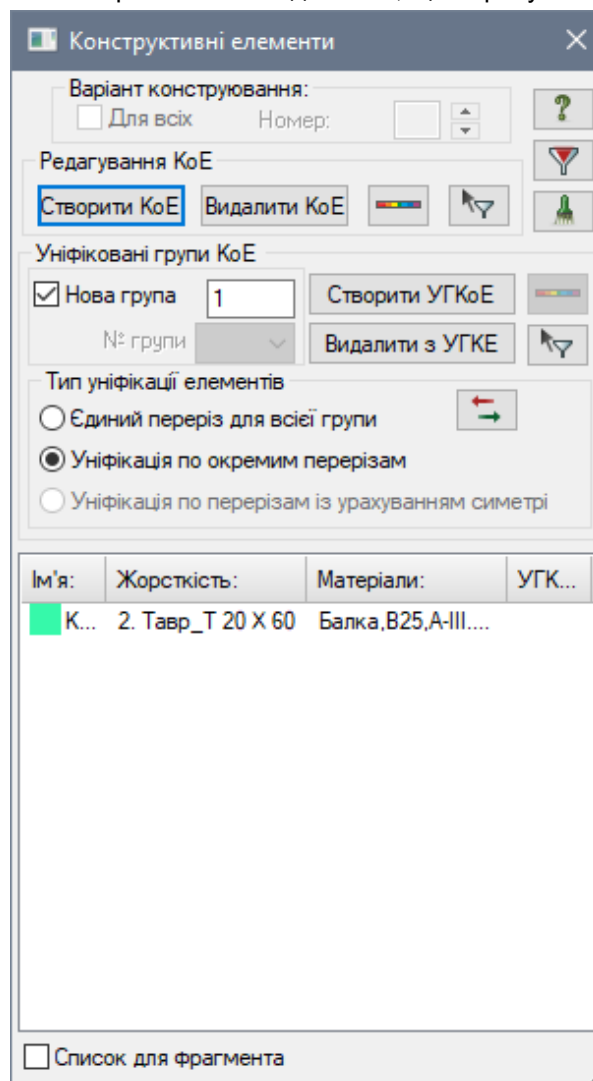 Конструктивні елементи
Варіант конструювання:
Для всіх Номер:
Редагування КоЕ
Створити КоЕ Видалити КоЕ
Уніфіковані групи КоЕ
Нова група 1 Створити УГКоЕ
№ групи Видалити з УГКЕ
Тип уніфікації елементів
Єдиний переріз для всієї групи
Уніфікація по окремим перерізам
Уніфікація по перерізам із урахуванням симетрі
Ім'я: Жорсткість: Матеріали: УГК...
К... 2. Тавр_Т 20 X 60 Балка,В25,А-III....
Список для фрагмента